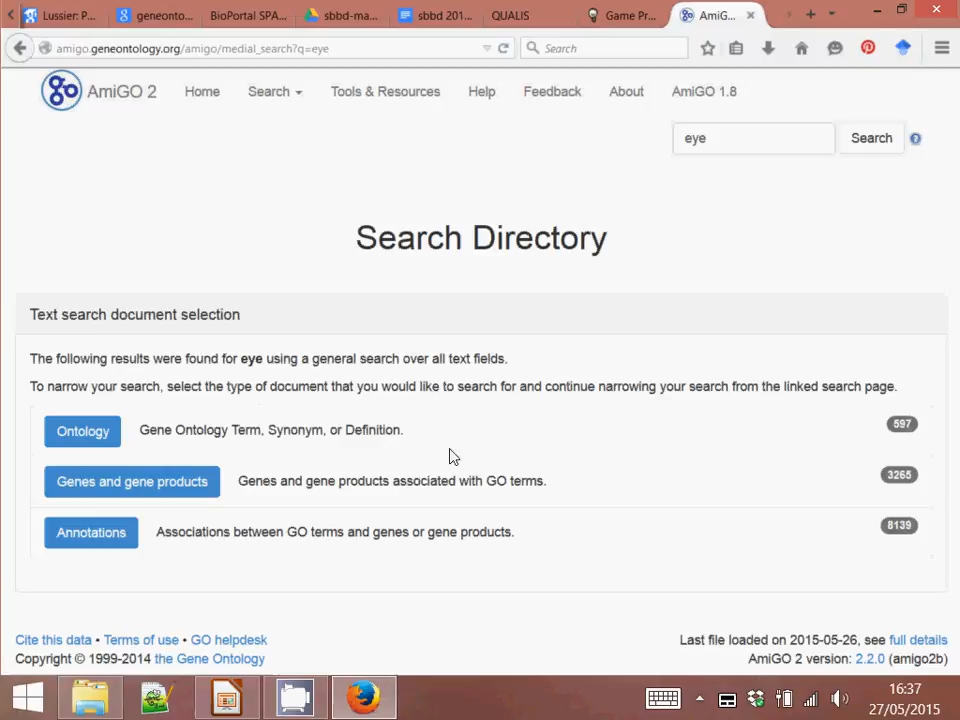 Lussier: P...
geneonto...
BioPortal SPA...
sbbd-ma...
sbbd 201...
QUALIS
Game Pr...
AmiG...
amigo.geneontology.org/amigo/medial_search?q=eye
Search
AmiGO 2
Home
Search
Tools & Resources
Help
Feedback
About
AmiGO 1.8
eye
Search
Search Directory
Text search document selection
The following results were found for eye using a general search over all text fields.
To narrow your search, select the type of document that you would like to search for and continue narrowing your search from the linked search page.
Ontology
Gene Ontology Term, Synonym, or Definition.
597
Genes and gene products
Genes and gene products associated with GO terms.
3265
Annotations
Associations between GO terms and genes or gene products.
8139
Cite this data • Terms of use • GO helpdesk
Copyright © 1999-2014 the Gene Ontology
Last file loaded on 2015-05-26, see full details
AmiGO 2 version: 2.2.0 (amigo2b)
16:37
27/05/2015